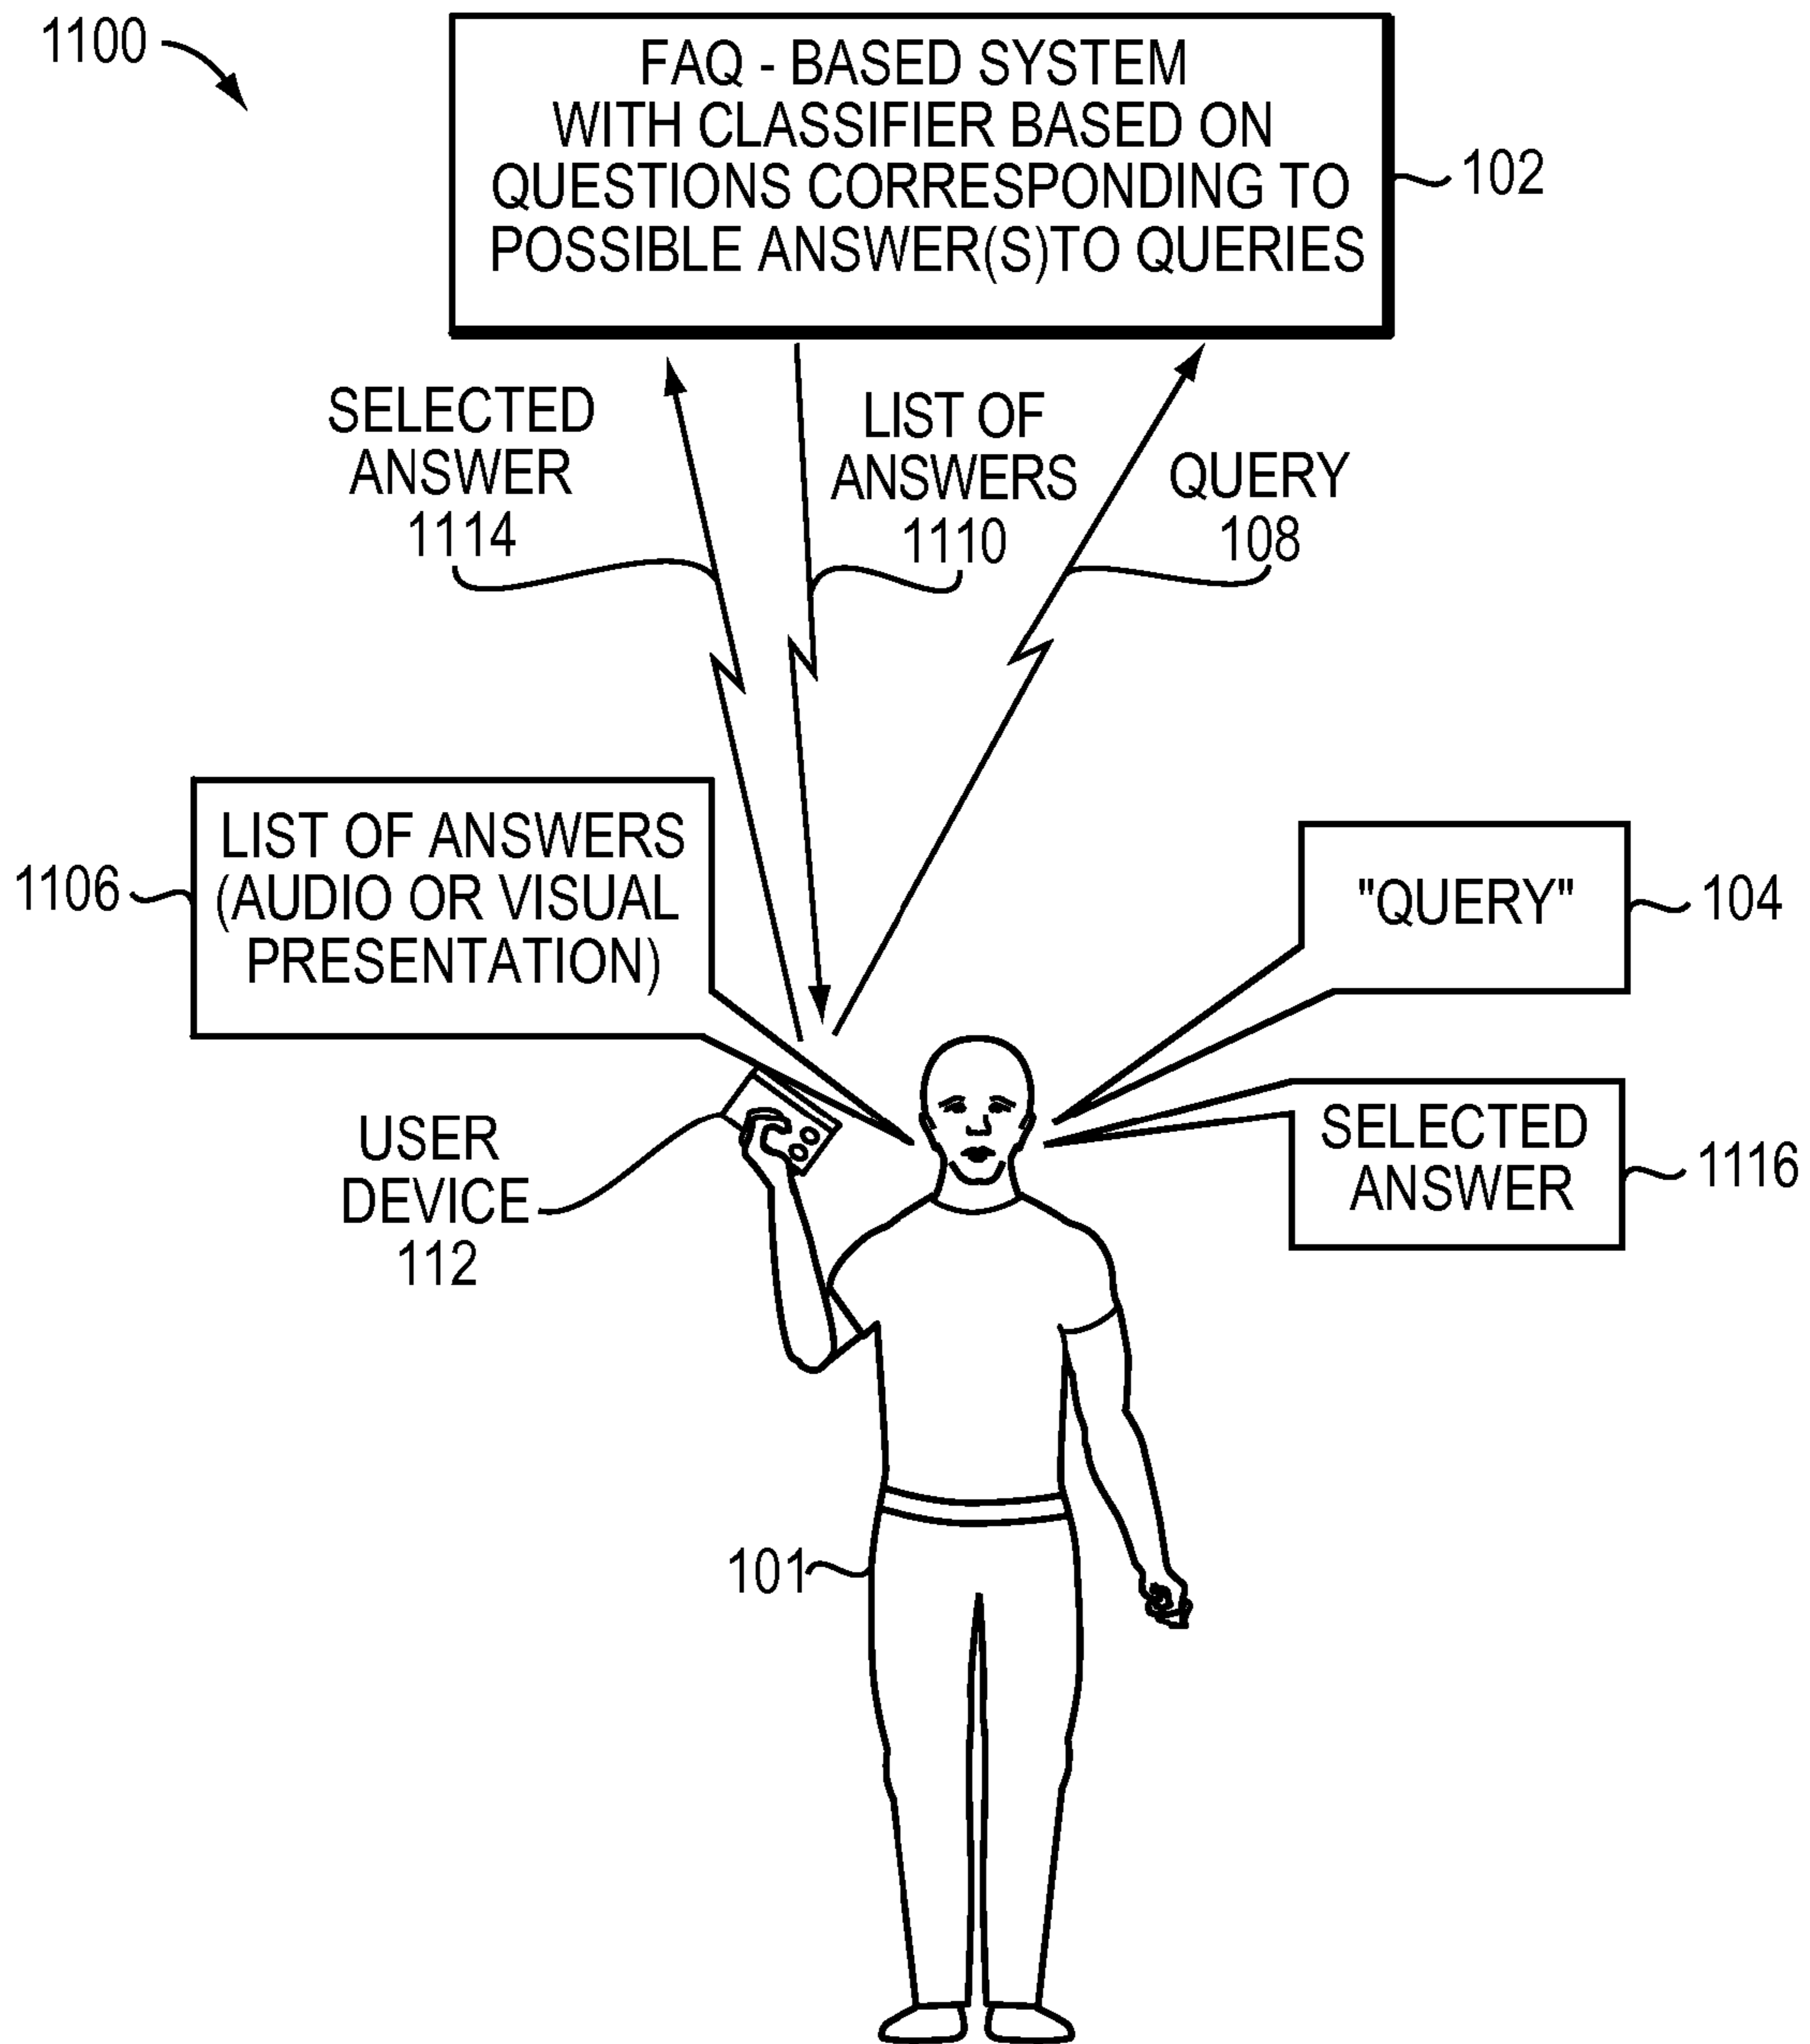 1100
FAQ - BASED SYSTEM
WITH CLASSIFIER BASED ON
QUESTIONS CORRESPONDING TO
POSSIBLE ANSWER(S)TO QUERIES
102
SELECTED
ANSWER
1114
LIST OF
ANSWERS
1110
QUERY
108
1106
LIST OF ANSWERS
(AUDIO OR VISUAL
PRESENTATION)
"QUERY"
104
USER
DEVICE
112
SELECTED
ANSWER
1116
101